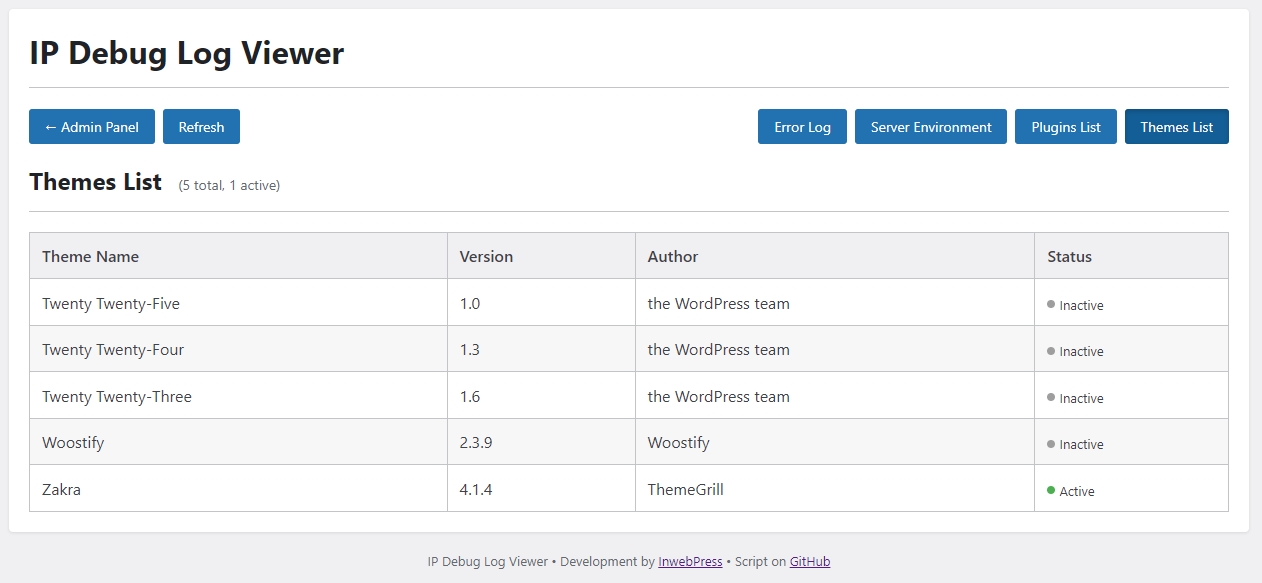 IP Debug Log Viewer
← Admin Panel Refresh Error Log Server Environment Plugins List Themes List
Themes List (5 total, 1 active)
Theme Name Version Author Status
Twenty Twenty-Five 1.0 the WordPress team Inactive
Twenty Twenty-Four 1.3 the WordPress team Inactive
Twenty Twenty-Three 1.6 the WordPress team Inactive
Woostify 2.3.9 Woostify Inactive
Zakra 4.1.4 ThemeGrill Active
IP Debug Log Viewer • Development by InwebPress • Script on GitHub